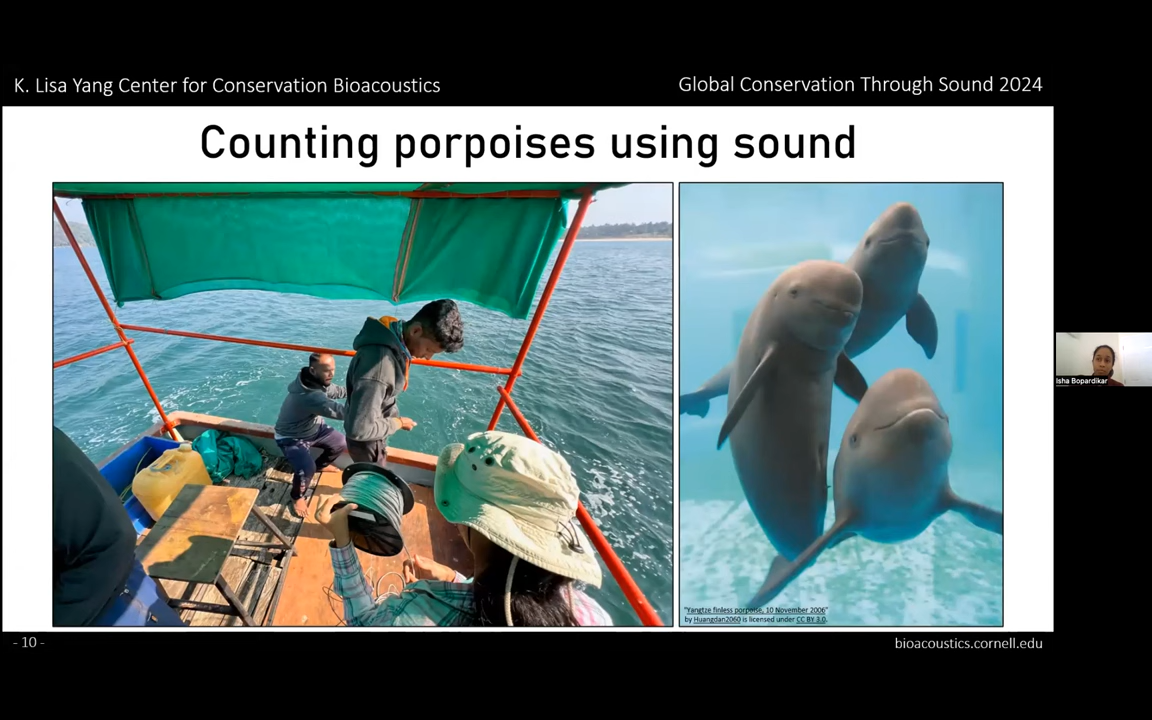 K. Lisa Yang Center for Conservation Bioacoustics
Global Conservation Through Sound 2024
Counting porpoises using sound
"Yangtze finless porpoise, 10 November 2006"
by Huangdan2060 is licensed under CC BY 3.0.
Isha Bopardikar
- 10 -
bioacoustics.cornell.edu